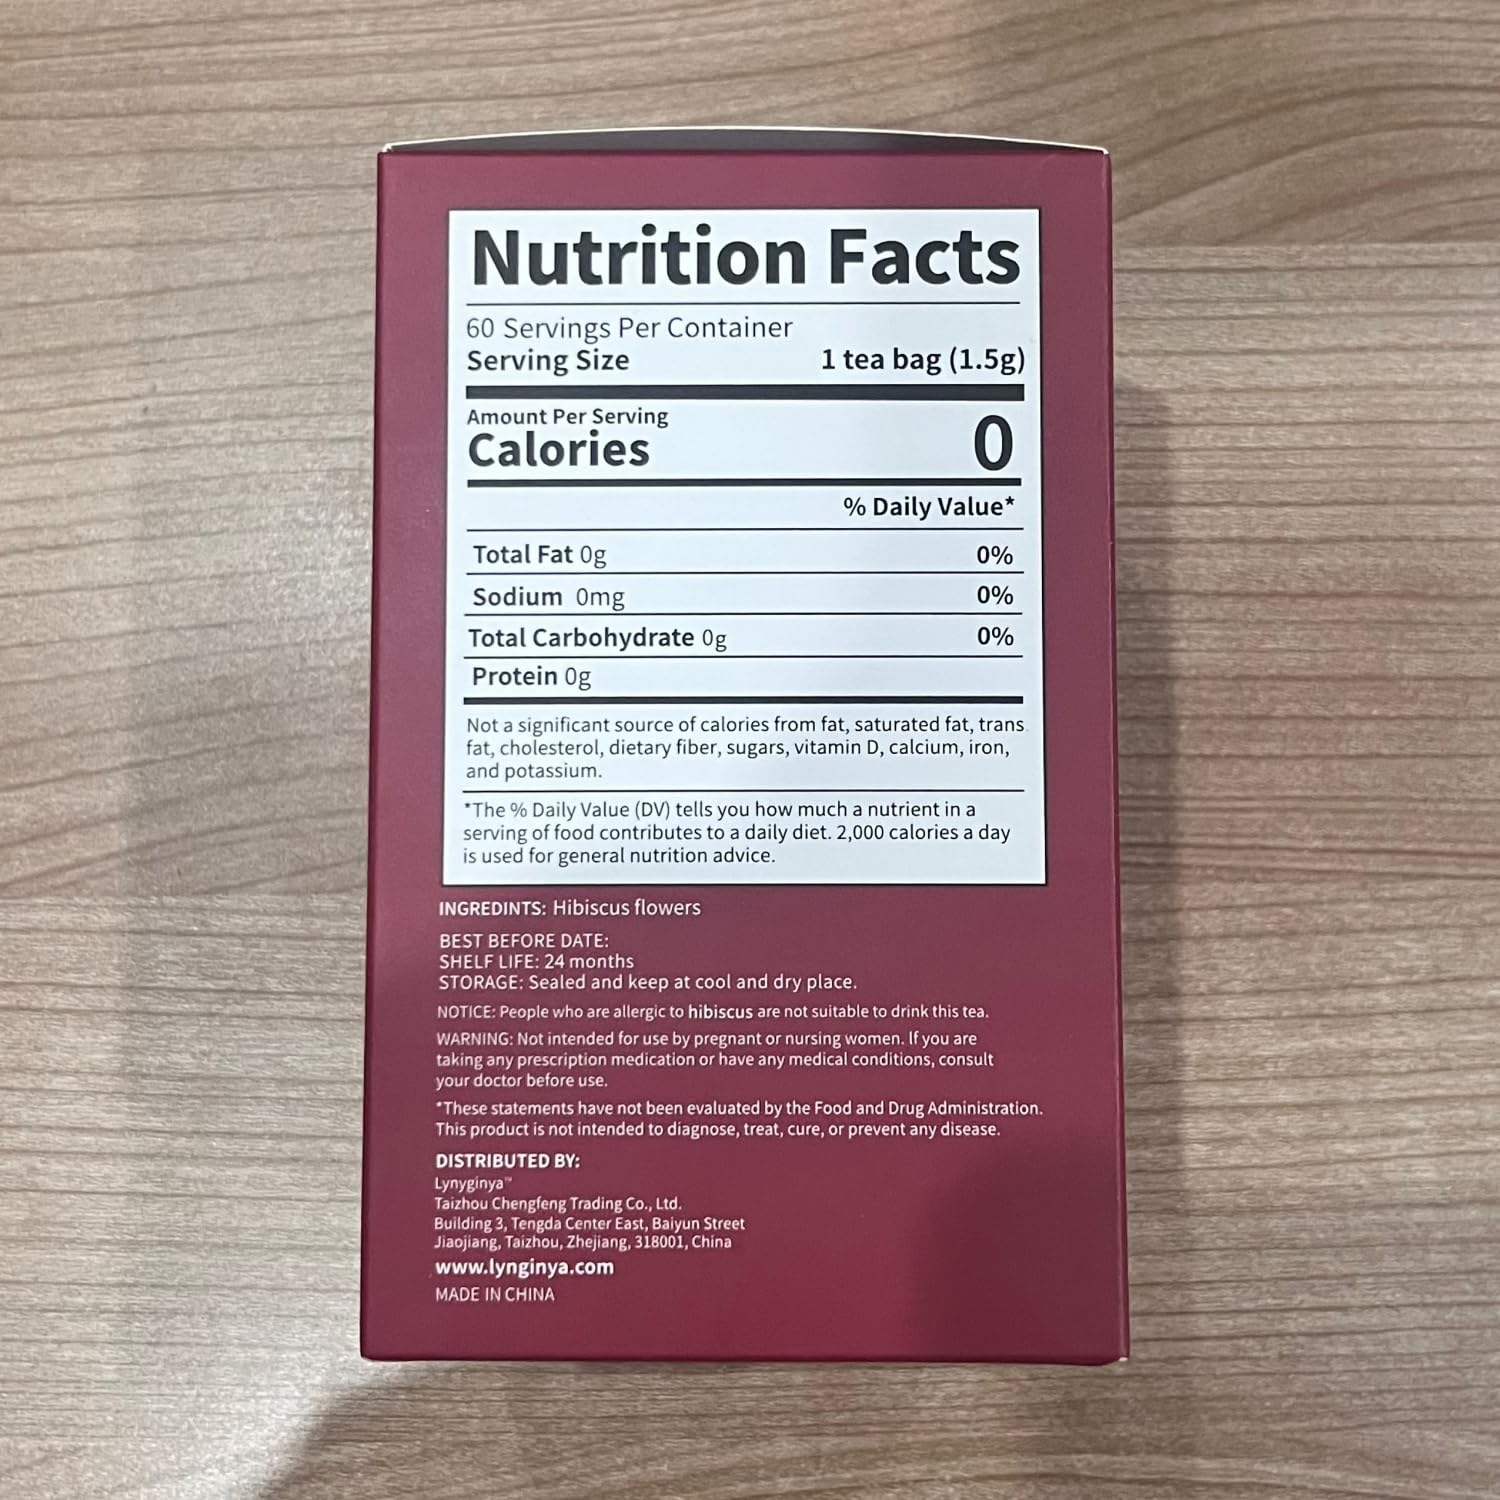 Nutrition Facts
60 Servings Per Container
Serving Size 1 tea bag (1.5g)
Amount Per Serving
Calories 0
% Daily Value*
Total Fat 0g 0%
Sodium 0mg 0%
Total Carbohydrate 0g 0%
Protein 0g
Not a significant source of calories from fat, saturated fat, trans
fat, cholesterol, dietary fiber, sugars, vitamin D, calcium, iron,
and potassium.
*The % Daily Value (DV) tells you how much a nutrient in a
serving of food contributes to a daily diet. 2,000 calories a day
is used for general nutrition advice.
INGREDINTS: Hibiscus flowers
BEST BEFORE DATE:
SHELF LIFE: 24 months
STORAGE: Sealed and keep at cool and dry place.
NOTICE: People who are allergic to hibiscus are not suitable to drink this tea.
WARNING: Not intended for use by pregnant or nursing women. If you are
taking any prescription medication or have any medical conditions, consult
your doctor before use.
*These statements have not been evaluated by the Food and Drug Administration.
This product is not intended to diagnose, treat, cure, or prevent any disease.
DISTRIBUTED BY:
Lynyginya™
Taizhou Chengfeng Trading Co., Ltd.
Building 3, Tengda Center East, Baiyun Street
Jiaojiang, Taizhou, Zhejiang, 318001, China
www.lynginya.com
MADE IN CHINA